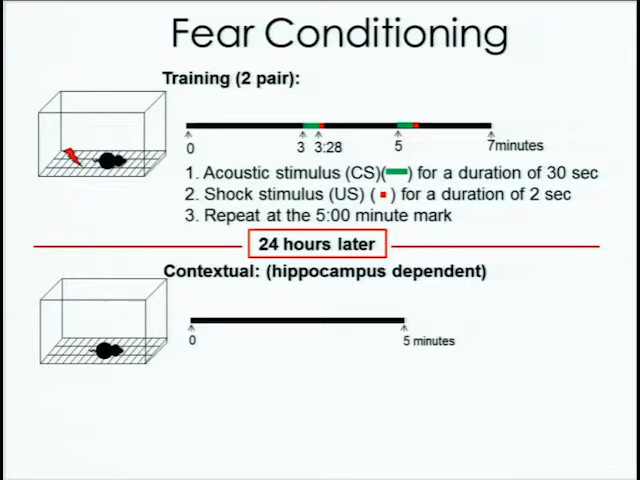 Fear Conditioning
Training (2 pair):
0 3 3:28 5 7minutes
1. Acoustic stimulus (CS)( ) for a duration of 30 sec
2. Shock stimulus (US) ( ) for a duration of 2 sec
3. Repeat at the 5:00 minute mark
24 hours later
Contextual: (hippocampus dependent)
0 5 minutes